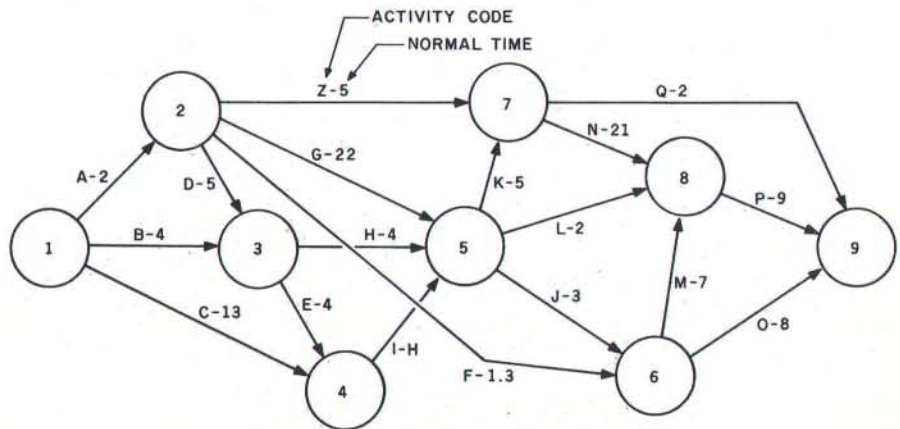 ACTIVITY CODE
NORMAL TIME
Z-5
Q-2
2
7
N-21
G-22
A-2
D-5
K-5
8
P-9
L-2
1
B-4
3
H-4
5
9
M-7
J-3
C-13
E-4
O-8
I-H
F-1.3
4
6